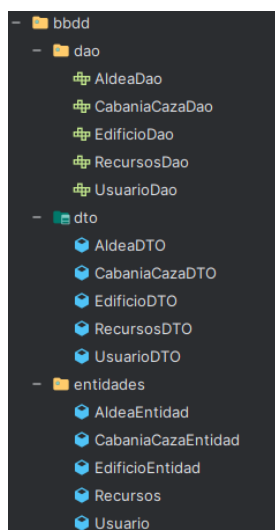 bbdd
dao
AldeaDao
CabaniaCazaDao
EdificioDao
RecursosDao
UsuarioDao
dto
AldeaDTO
CabaniaCazaDTO
EdificioDTO
RecursosDTO
UsuarioDTO
entidades
AldeaEntidad
CabaniaCazaEntidad
EdificioEntidad
Recursos
Usuario